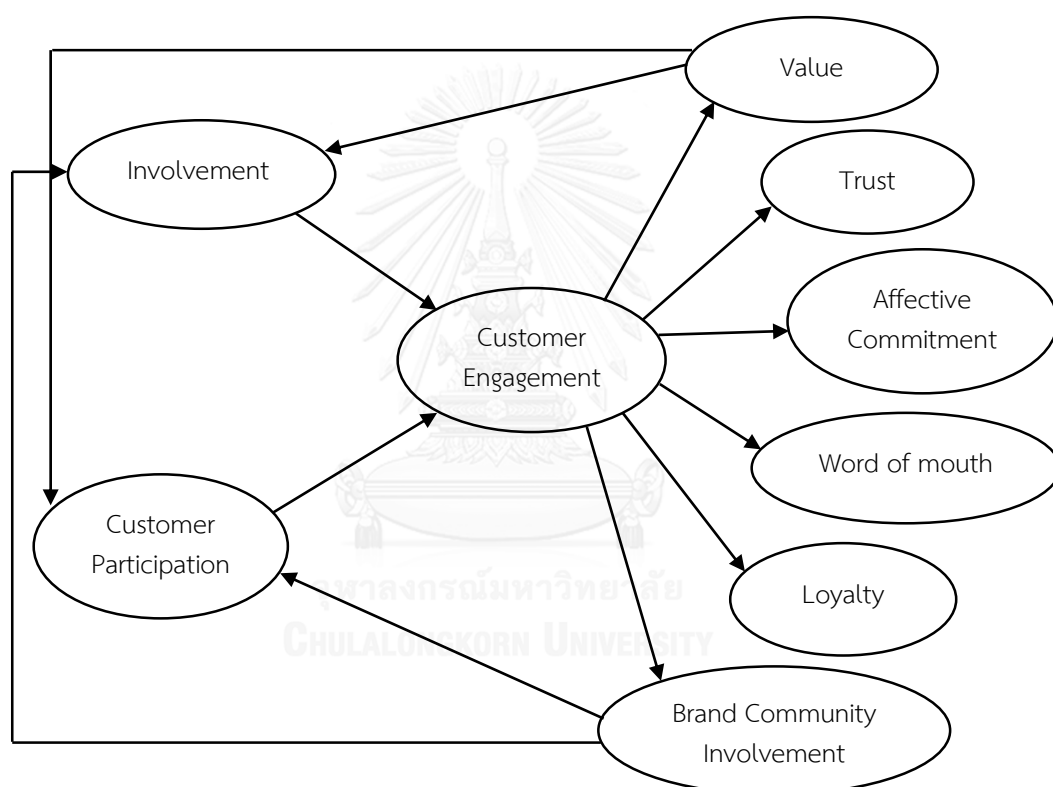 Value
Involvement
Trust
Affective
Commitment
Customer
Engagement
Word of mouth
Customer
Participation
Loyalty
จุฬาลงกรณ์มหาวิทยาลัย
CHULALONGKORN UNIVERSITY
Brand Community
Involvement